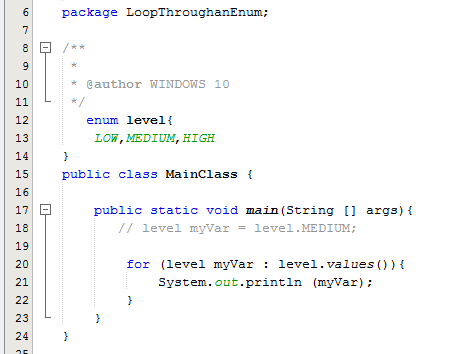 6 package LoopThroughanEnum;
7
8 /**
9 *
10 * @author WINDOWS 10
11 */
12 enum level{
13 LOW,MEDIUM,HIGH
14 }
15 public class MainClass {
16
17 public static void main(String [] args){
18 // level myVar = level.MEDIUM;
19
20 for (level myVar : level.values()){
21 System.out.println (myVar);
22 }
23 }
24 }
25